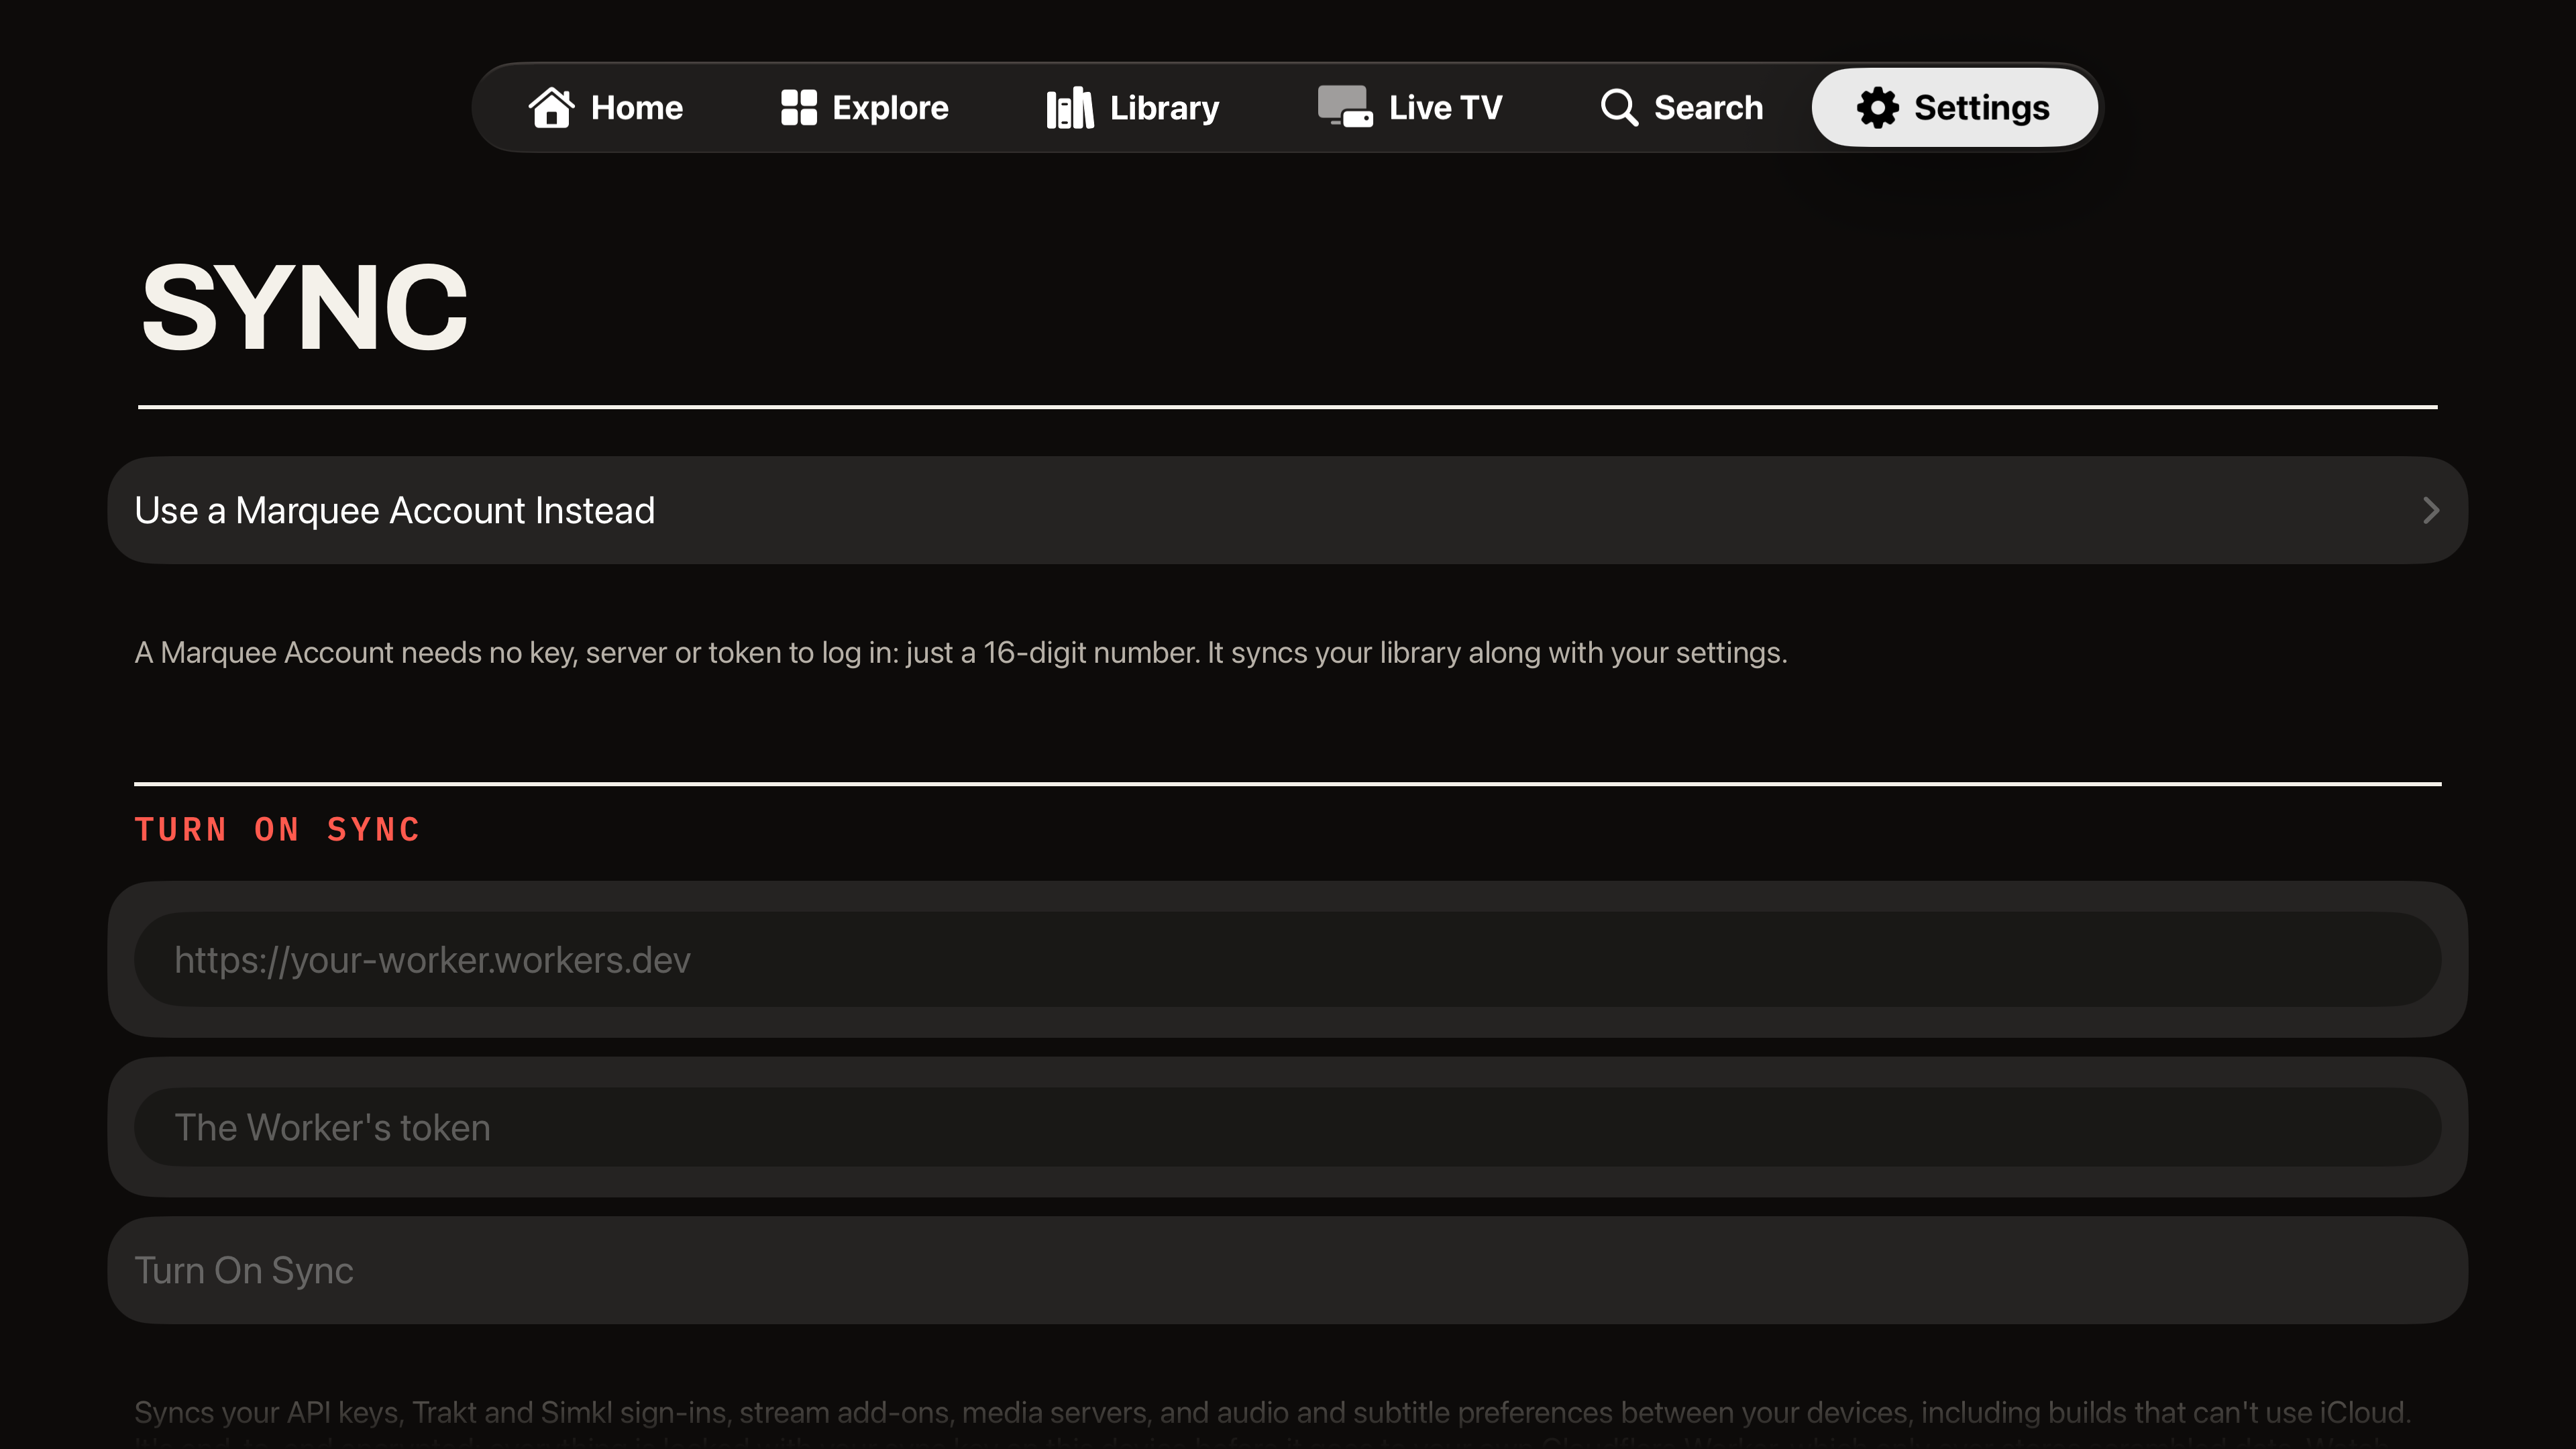 Home
Explore
Library
Live TV
Search
Settings
SYNC
Use a Marquee Account Instead
A Marquee Account needs no key, server or token to log in: just a 16-digit number. It syncs your library along with your settings.
TURN ON SYNC
https://your-worker.workers.dev
The Worker's token
Turn On Sync
Syncs your API keys, Trakt and Simkl sign-ins, stream add-ons, media servers, and audio and subtitle preferences between your devices, including builds that can't use iCloud.